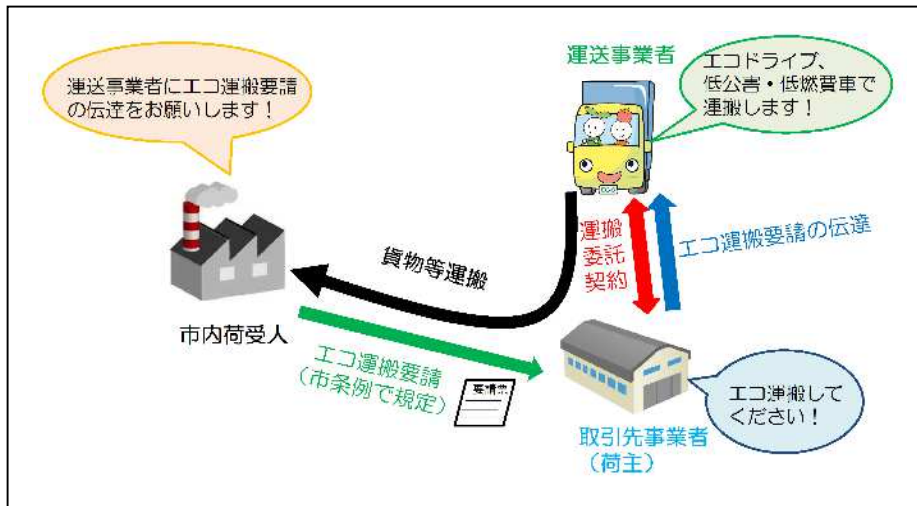 運送事業者にエコ運搬要請
の伝達をお願いします！
運送事業者
エコドライブ、
低公害・低燃費車で
運搬します！
運搬
委託
契約
エコ運搬要請の伝達
貨物等運搬
市内荷受人
エコ運搬要請
（市条例で規定）
要請票
エコ運搬して
ください！
取引先事業者
（荷主）